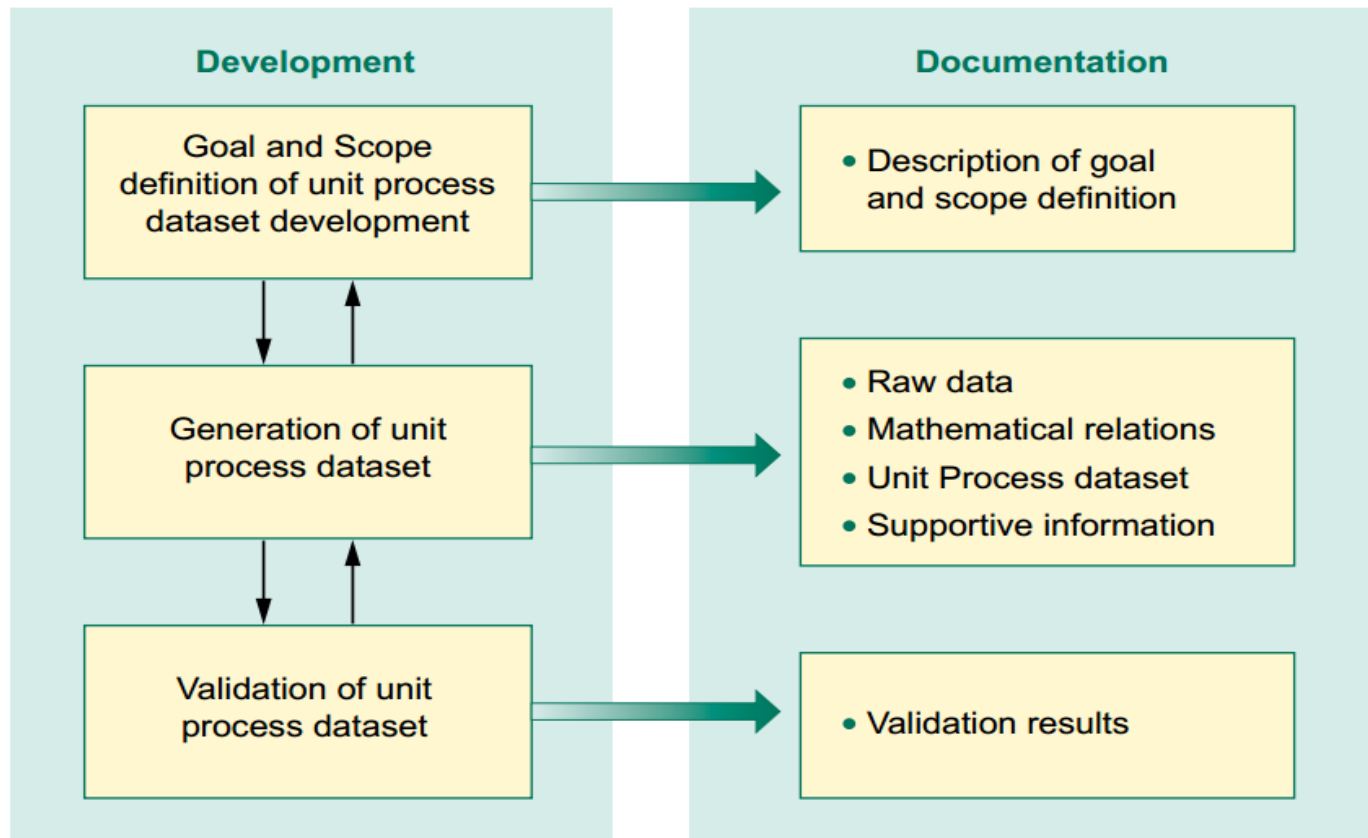 Development
Goal and Scope
definition of unit process
dataset development
Generation of unit
process dataset
Validation of unit
process dataset
Documentation
• Description of goal
and scope definition
• Raw data
• Mathematical relations
• Unit Process dataset
• Supportive information
• Validation results